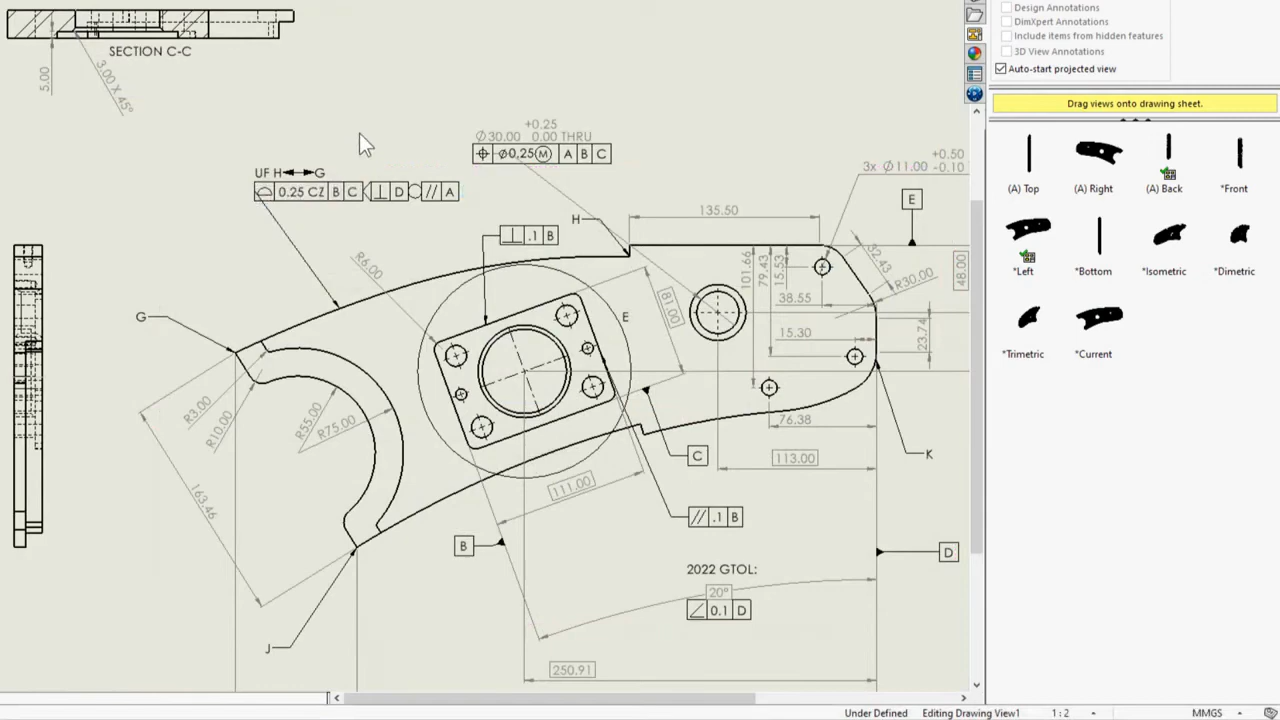 Design Annotations
DimXpert Annotations
Include items from hidden features
3D View Annotations
Auto-start projected view
Drag views onto drawing sheet.
(A) Top
(A) Right
(A) Back
*Front
*Left
*Bottom
*Isometric
*Dimetric
*Trimetric
*Current
SECTION C-C
5.00
3.00 X 45°
+0.25
Ø30.00 0.00 THRU
Ø0.25 Ⓜ A B C
UF H↔G
0.25 CZ B C ⊥ D // A
⊥ .1 B
H
135.50
3x Ø11.00
+0.50
-0.10
E
R6.00
81.00
E
101.66
79.43
15.53
32.43
R30.00
48.00
38.55
15.30
23.74
G
R3.00
R10.00
R55.00
R75.00
76.38
113.00
C
K
163.46
111.00
// .1 B
B
D
2022 GTOL:
20°
∠ 0.1 D
J
250.91
Under Defined
Editing Drawing View1
1 : 2
MMGS